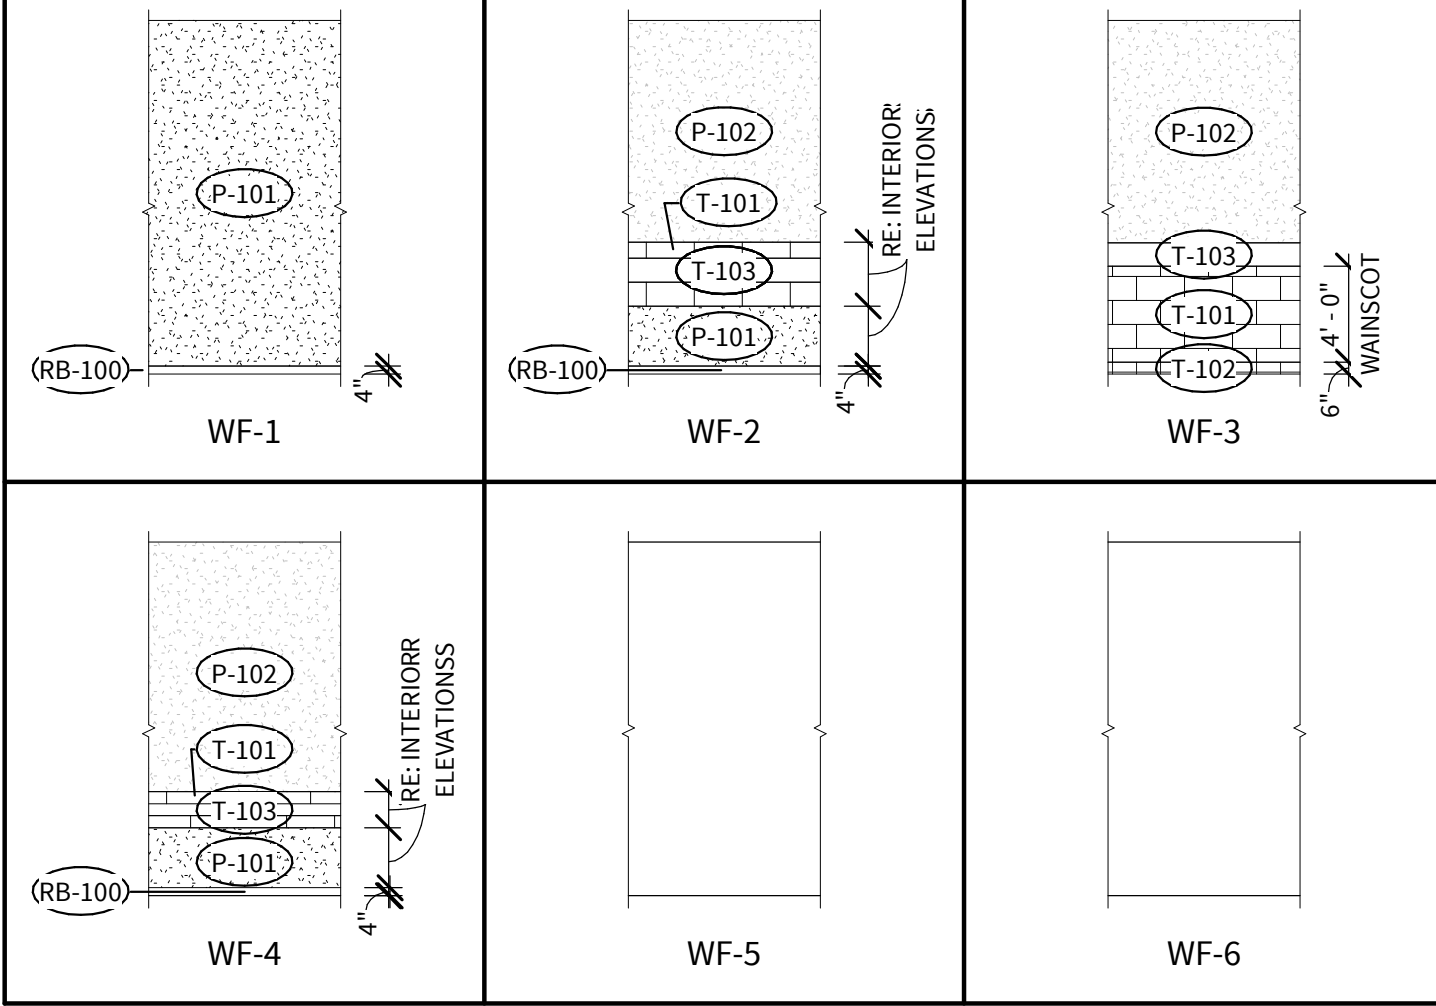 P-101
RB-100
4"
WF-1
P-102
T-101
T-103
P-101
RB-100
4"
RE: INTERIOR
ELEVATIONS
WF-2
P-102
T-103
T-101
T-102
6"
4' - 0"
WAINSCOT
WF-3
P-102
T-101
T-103
P-101
RB-100
4"
RE: INTERIORR
ELEVATIONSS
WF-4
WF-5
WF-6